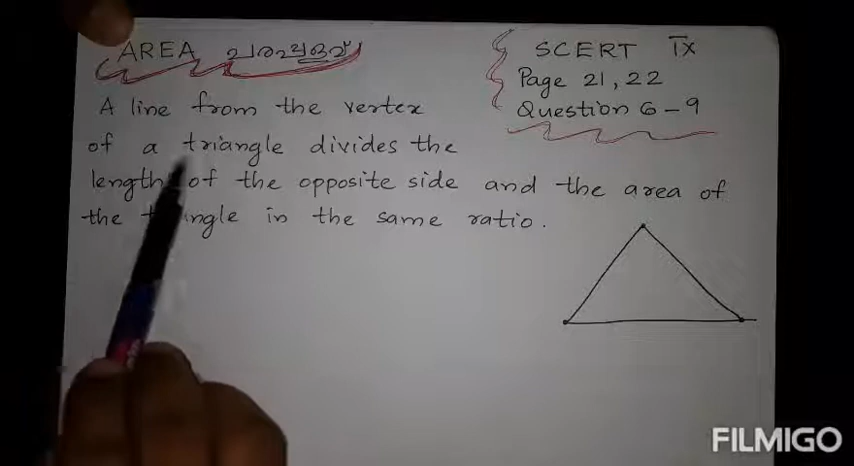 AREA പരപ്പളവ്
SCERT IX
Page 21, 22
Question 6 - 9
A line from the vertex
of a triangle divides the
length of the opposite side and the area of
the in the same ratio.
FILMIGO